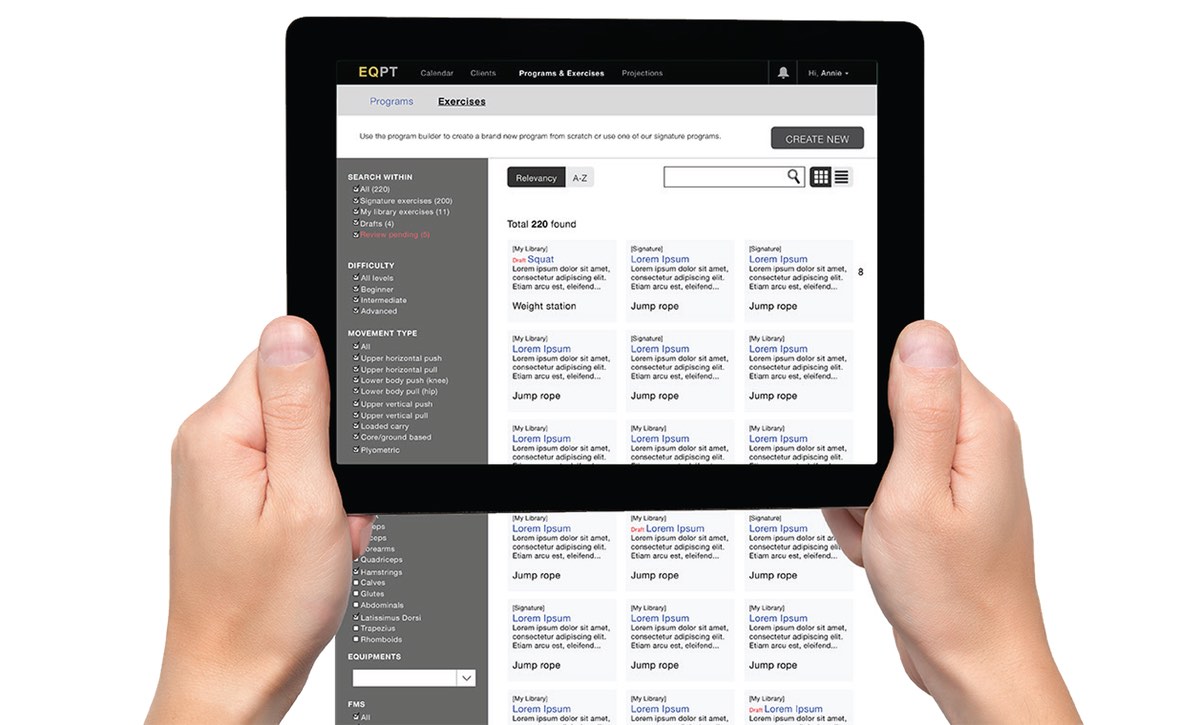 EQPT Calendar Clients Programs & Exercises Projections Hi, Annie
Programs Exercises
Use the program builder to create a brand new program from scratch or use one of our signature programs.
CREATE NEW
SEARCH WITHIN
All (220)
Signature exercises (200)
My library exercises (11)
Drafts (4)
Review pending (5)
DIFFICULTY
All levels
Beginner
Intermediate
Advanced
MOVEMENT TYPE
All
Upper horizontal push
Upper horizontal pull
Lower body push (knee)
Lower body pull (hip)
Upper vertical push
Upper vertical pull
Loaded carry
Core/ground based
Plyometric
Quadriceps
Hamstrings
Calves
Glutes
Abdominals
Latissimus Dorsi
Trapezius
Rhomboids
EQUIPMENTS
FMS
All
Relevancy A-Z
Total 220 found
[My Library]
Draft Squat
Lorem ipsum dolor sit amet,
consectetur adipiscing elit.
Etiam arcu est, eleifend...
Weight station
[Signature]
Lorem Ipsum
Lorem ipsum dolor sit amet,
consectetur adipiscing elit.
Etiam arcu est, eleifend...
Jump rope
[Signature]
Lorem Ipsum
Lorem ipsum dolor sit amet,
consectetur adipiscing elit.
Etiam arcu est, eleifend...
Jump rope
8
[My Library]
Lorem Ipsum
Lorem ipsum dolor sit amet,
consectetur adipiscing elit.
Etiam arcu est, eleifend...
Jump rope
[Signature]
Lorem Ipsum
Lorem ipsum dolor sit amet,
consectetur adipiscing elit.
Etiam arcu est, eleifend...
Jump rope
[My Library]
Lorem Ipsum
Lorem ipsum dolor sit amet,
consectetur adipiscing elit.
Etiam arcu est, eleifend...
Jump rope
[My Library]
Lorem Ipsum
Lorem ipsum dolor sit amet,
consectetur adipiscing elit.
[My Library]
Lorem Ipsum
Lorem ipsum dolor sit amet,
consectetur adipiscing elit.
[My Library]
Lorem Ipsum
Lorem ipsum dolor sit amet,
consectetur adipiscing elit.
[My Library]
Lorem Ipsum
Lorem ipsum dolor sit amet,
consectetur adipiscing elit.
Etiam arcu est, eleifend...
Jump rope
[My Library]
Draft Lorem Ipsum
Lorem ipsum dolor sit amet,
consectetur adipiscing elit.
Etiam arcu est, eleifend...
Jump rope
[Signature]
Lorem Ipsum
Lorem ipsum dolor sit
consectetur adipiscing elit.
Etiam arcu est, eleifend...
Jump rope
[Signature]
Lorem Ipsum
Lorem ipsum dolor sit amet,
consectetur adipiscing elit.
Etiam arcu est, eleifend...
Jump rope
[My Library]
Lorem Ipsum
Lorem ipsum dolor sit amet,
consectetur adipiscing elit.
Etiam arcu est, eleifend...
Jump rope
[My Library]
Lorem Ipsum
Lorem ipsum dolor sit amet,
consectetur adipiscing elit.
Etiam arcu est, eleifend...
Jump rope
[My Library]
Lorem Ipsum
Lorem ipsum dolor sit amet,
[My Library]
Lorem Ipsum
Lorem ipsum dolor sit amet,
[My Library]
Draft Lorem Ipsum
Lorem ipsum dolor sit amet,